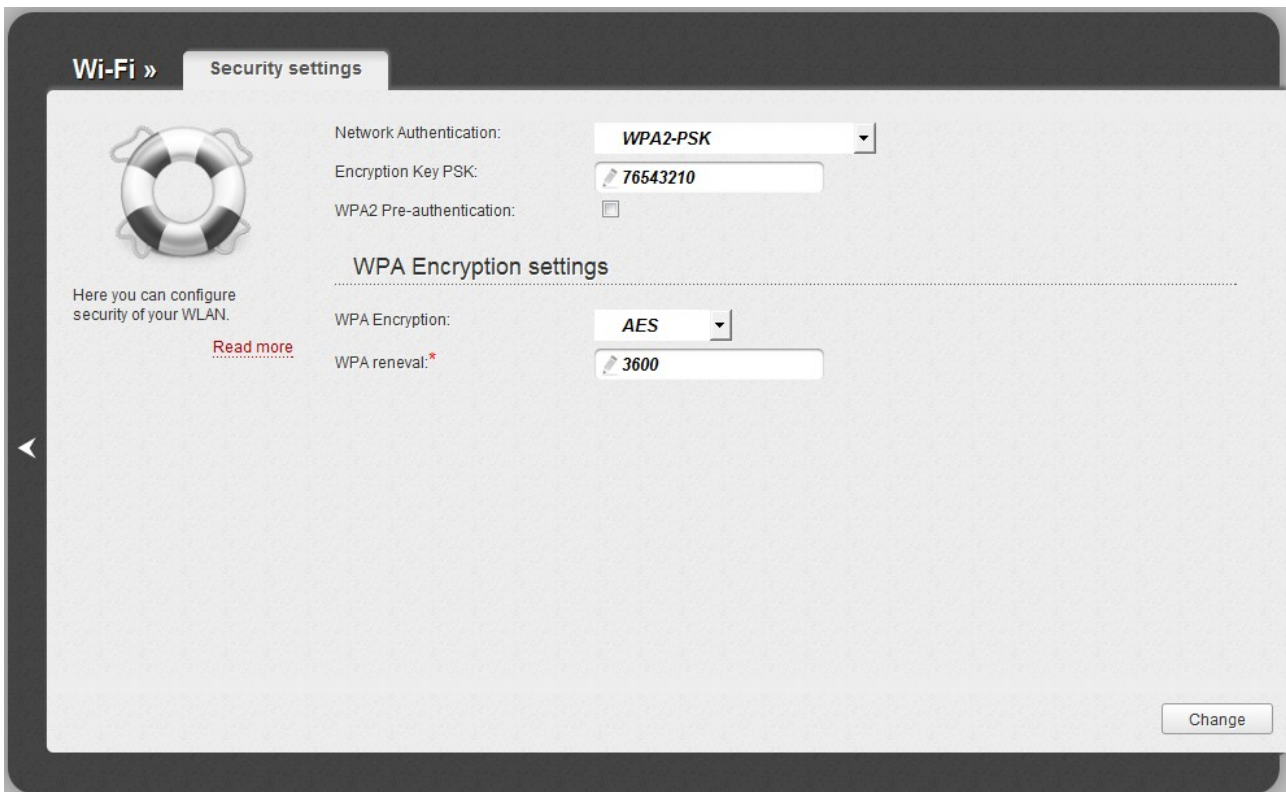 Wi-Fi »
Security settings
Network Authentication:
WPA2-PSK
Encryption Key PSK:
76543210
WPA2 Pre-authentication:
WPA Encryption settings
Here you can configure
security of your WLAN.
Read more
WPA Encryption:
AES
WPA reneval:*
3600
Change